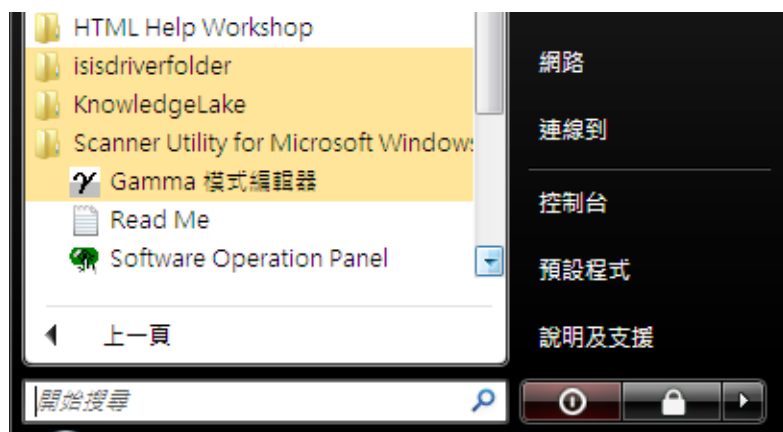 HTML Help Workshop
isisdriverfolder
KnowledgeLake
Scanner Utility for Microsoft Windows
Gamma 模式編輯器
Read Me
Software Operation Panel
上一頁
開始搜尋
網路
連線到
控制台
預設程式
說明及支援